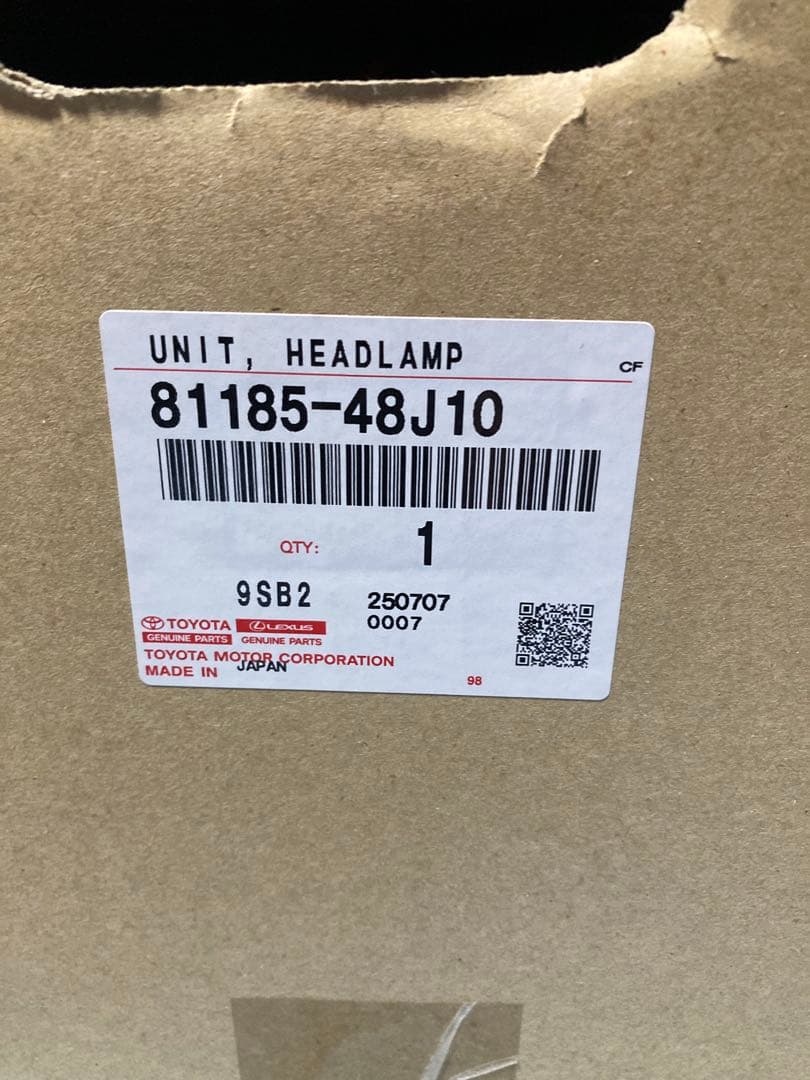 UNIT, HEADLAMP
CF
81185-48J10
QTY: 1
9SB2 250707
0007
TOYOTA LEXUS
GENUINE PARTS GENUINE PARTS
TOYOTA MOTOR CORPORATION
MADE IN JAPAN
98